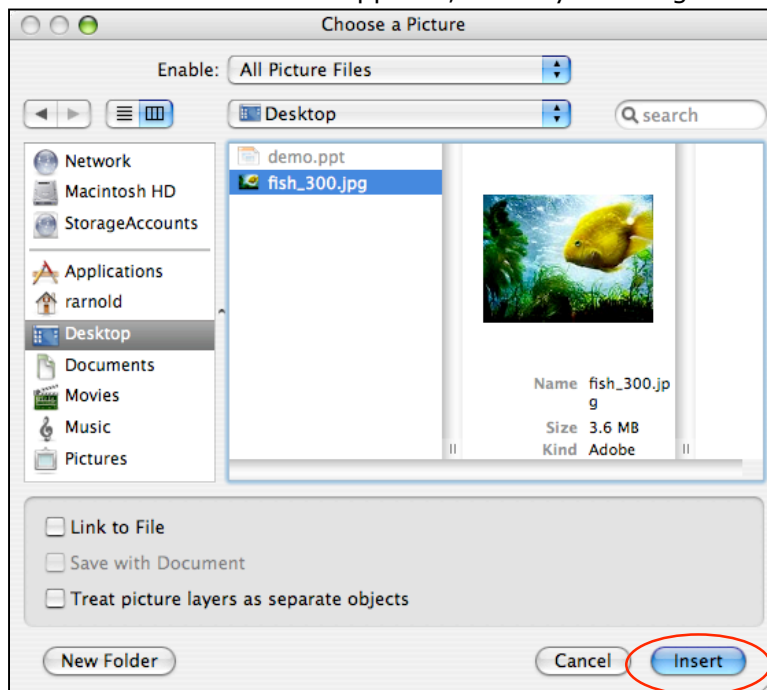 Choose a Picture
Enable: All Picture Files
Desktop
search
Network
Macintosh HD
StorageAccounts
Applications
rarnold
Desktop
Documents
Movies
Music
Pictures
demo.ppt
fish_300.jpg
Name fish_300.jp
g
Size 3.6 MB
Kind Adobe
Link to File
Save with Document
Treat picture layers as separate objects
New Folder
Cancel
Insert